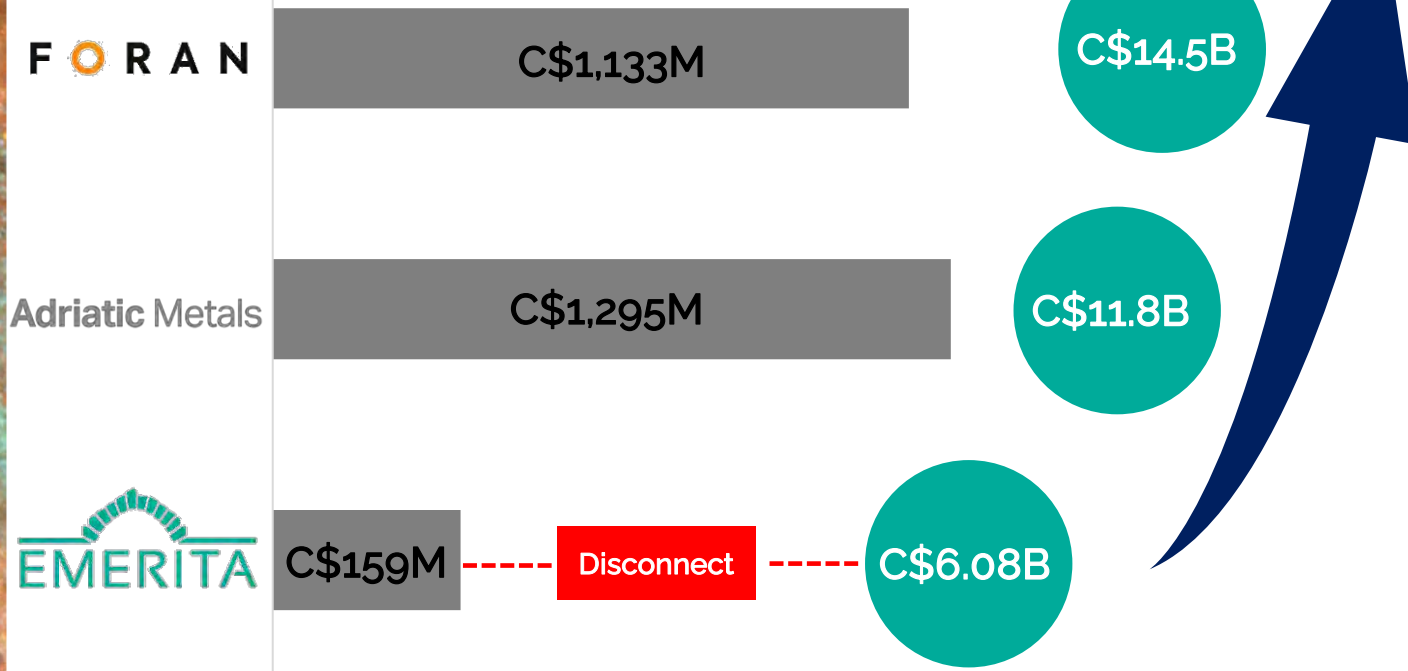 FORAN
C$1,133M
C$14.5B
Adriatic Metals
C$1,295M
C$11.8B
EMERITA
C$159M
Disconnect
C$6.08B